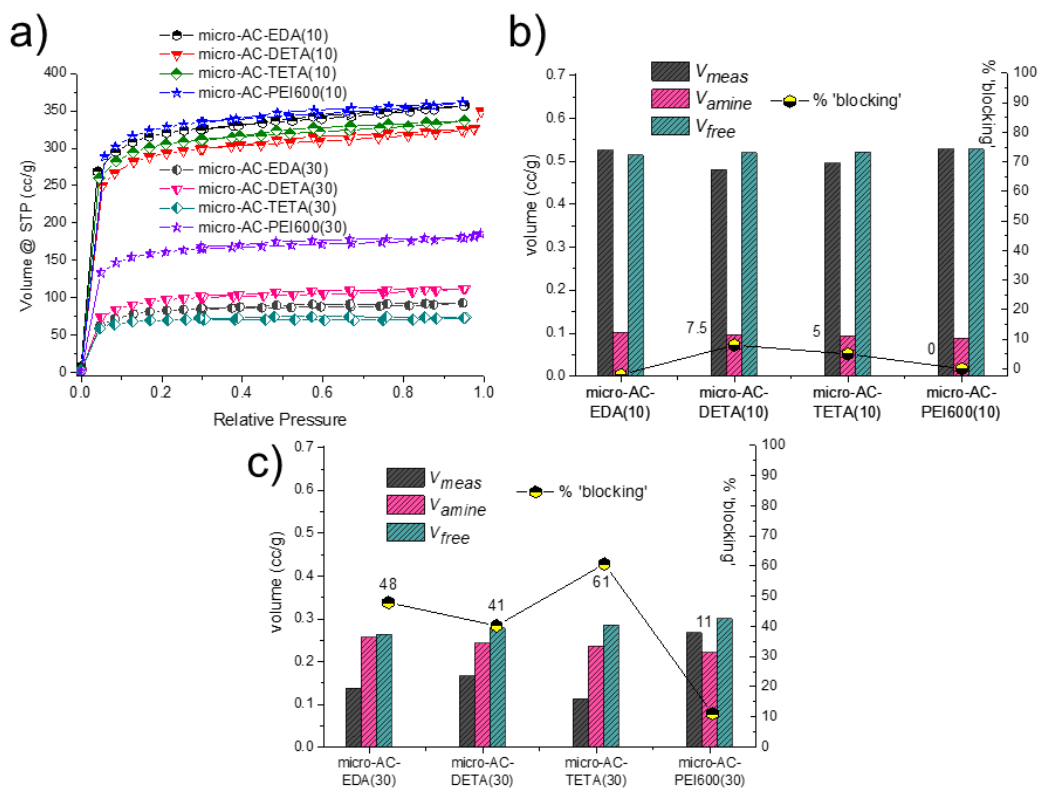 a)
micro-AC-EDA(10)
micro-AC-DETA(10)
micro-AC-TETA(10)
micro-AC-PEI600(10)
micro-AC-EDA(30)
micro-AC-DETA(30)
micro-AC-TETA(30)
micro-AC-PEI600(30)
Volume @ STP (cc/g)
400
350
300
250
200
150
100
50
0
0.0 0.2 0.4 0.6 0.8 1.0
Relative Pressure
b)
V_meas
V_amine
V_free
% 'blocking'
volume (cc/g)
0.7
0.6
0.5
0.4
0.3
0.2
0.1
0.0
7.5
5
0
100
90
80
70
60
50
40
30
20
10
0
% 'blocking'
micro-AC- micro-AC- micro-AC- micro-AC-
EDA(10) DETA(10) TETA(10) PEI600(10)
c)
V_meas
V_amine
V_free
% 'blocking'
volume (cc/g)
0.7
0.6
0.5
0.4
0.3
0.2
0.1
0.0
48
41
61
11
100
90
80
70
60
50
40
30
20
10
0
% 'blocking'
micro-AC- micro-AC- micro-AC- micro-AC-
EDA(30) DETA(30) TETA(30) PEI600(30)